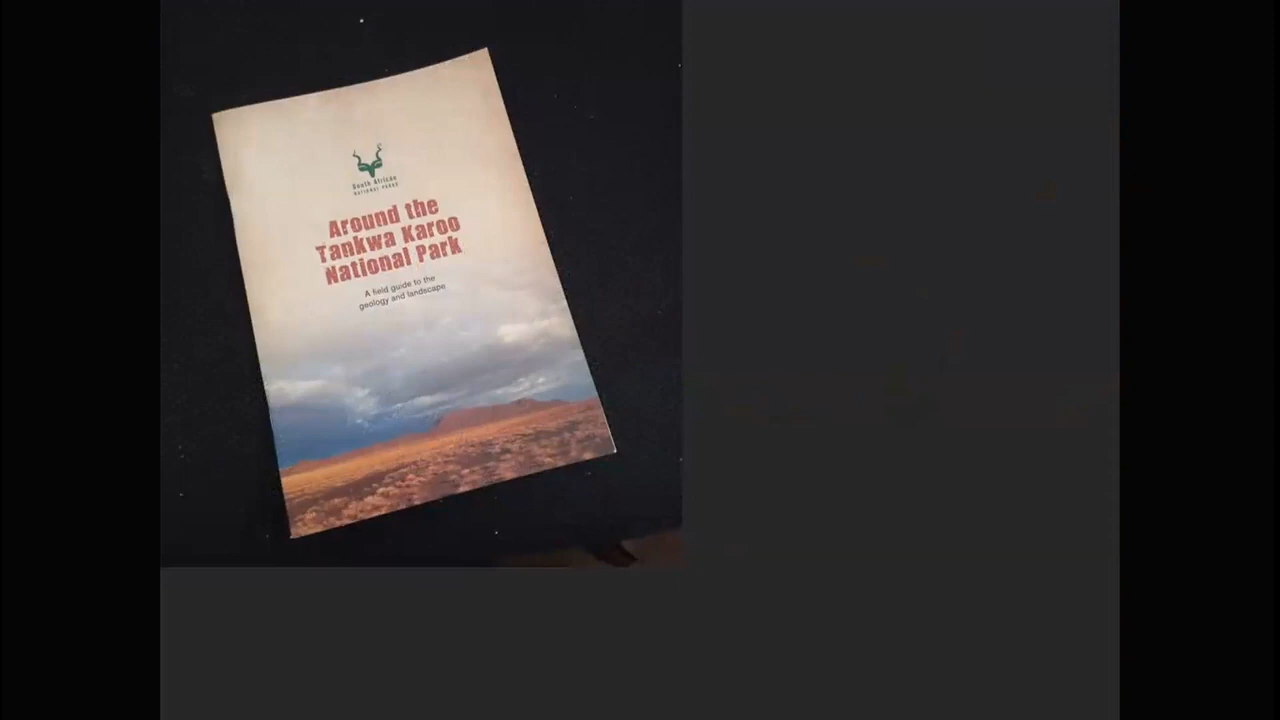 South African
NATIONAL PARKS
Around the
Tankwa Karoo
National Park
A field guide to the
geology and landscape